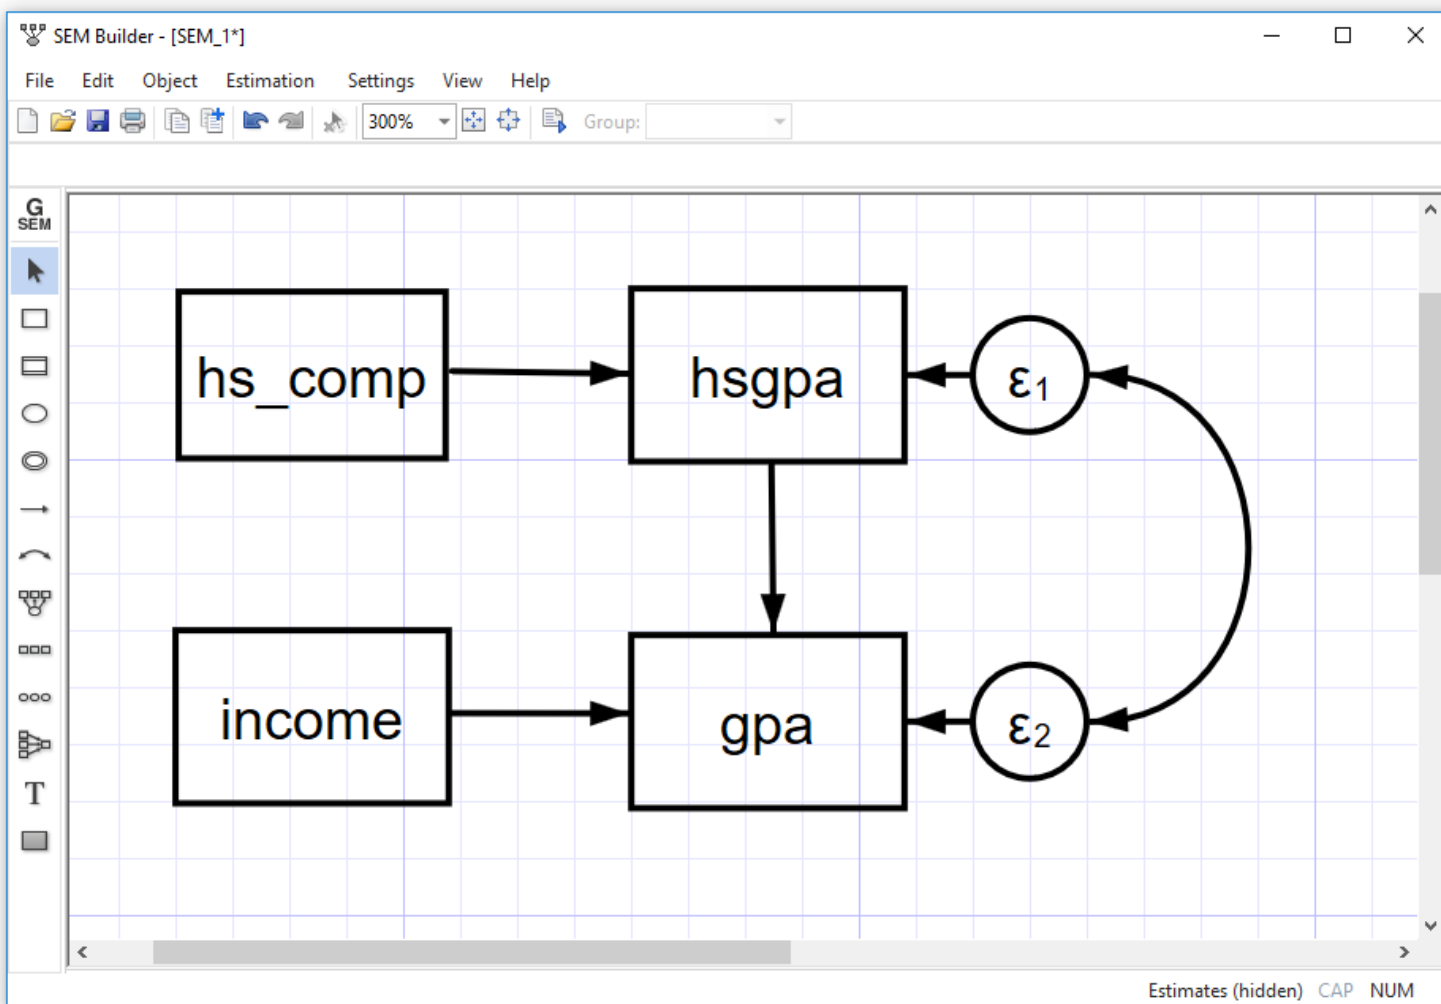 SEM Builder - [SEM_1*]
File Edit Object Estimation Settings View Help
300% Group:
G
SEM
T
hs_comp hsgpa ε1
income gpa ε2
Estimates (hidden) CAP NUM